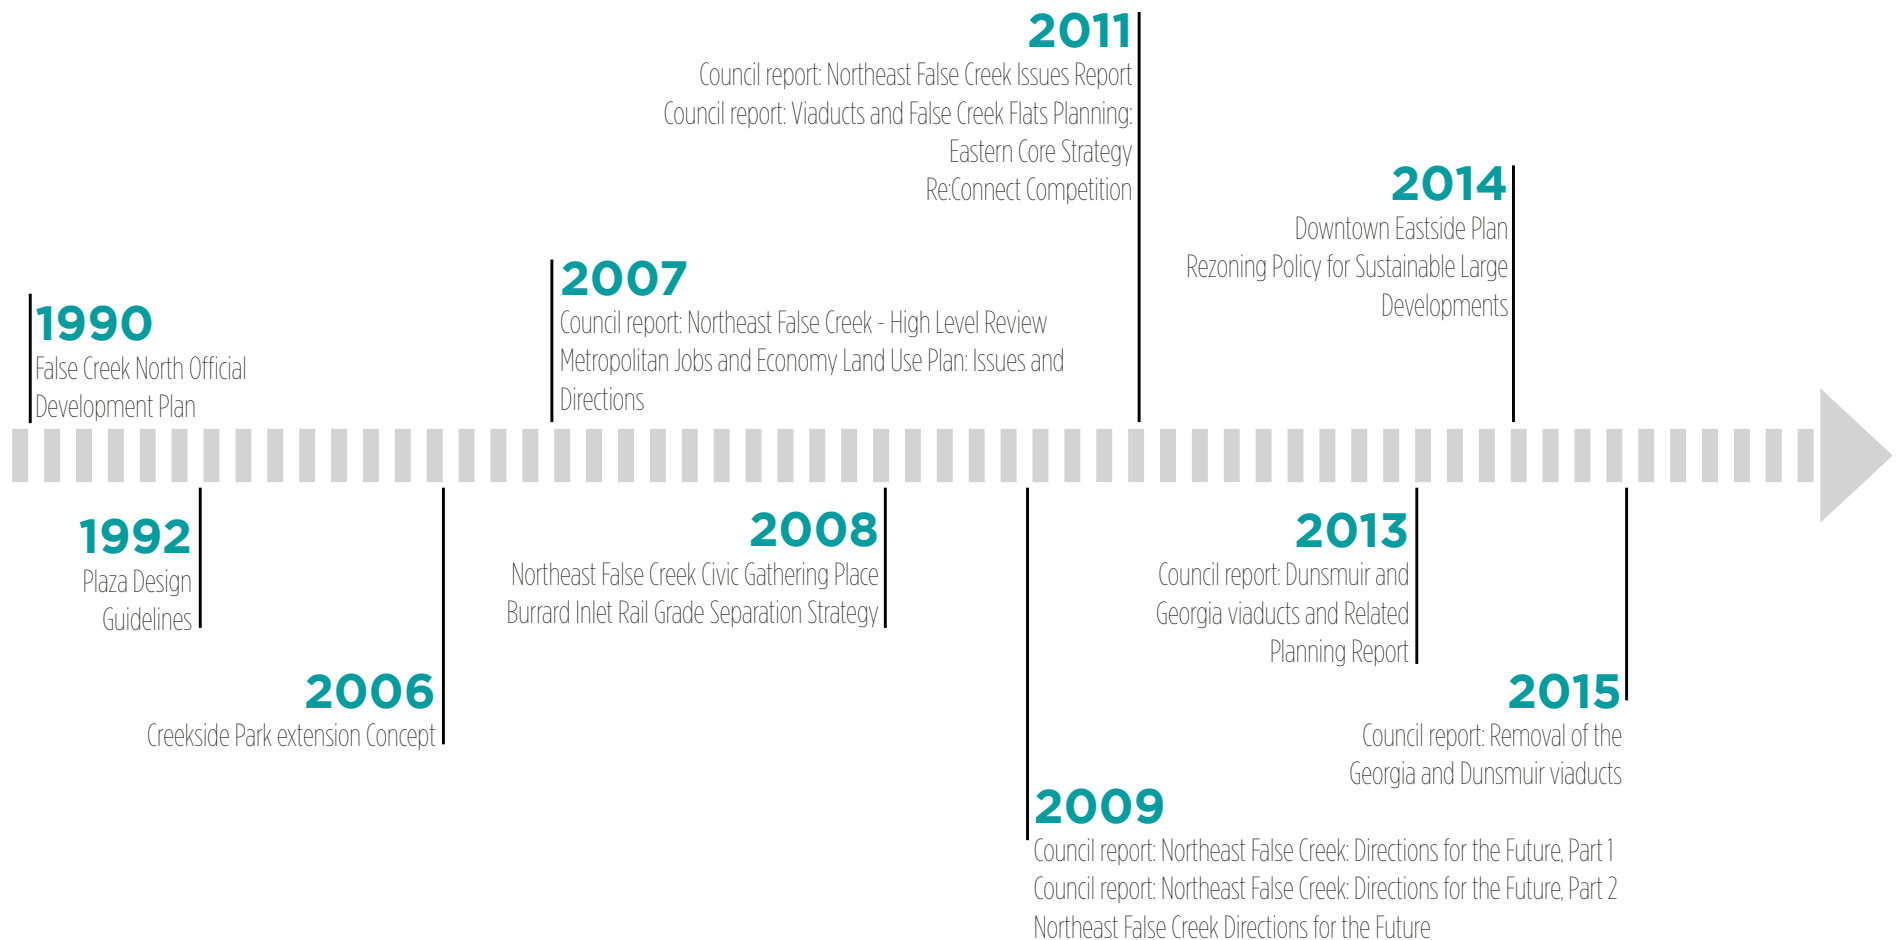 2011
Council report: Northeast False Creek Issues Report
Council report: Viaducts and False Creek Flats Planning:
Eastern Core Strategy
Re:Connect Competition
2014
Downtown Eastside Plan
Rezoning Policy for Sustainable Large
Developments
2007
Council report: Northeast False Creek - High Level Review
Metropolitan Jobs and Economy Land Use Plan: Issues and
Directions
1990
False Creek North Official
Development Plan
1992
Plaza Design
Guidelines
2008
Northeast False Creek Civic Gathering Place
Burrard Inlet Rail Grade Separation Strategy
2013
Council report: Dunsmuir and
Georgia viaducts and Related
Planning Report
2006
Creekside Park extension Concept
2015
Council report: Removal of the
Georgia and Dunsmuir viaducts
2009
Council report: Northeast False Creek: Directions for the Future, Part 1
Council report: Northeast False Creek: Directions for the Future, Part 2
Northeast False Creek Directions for the Future